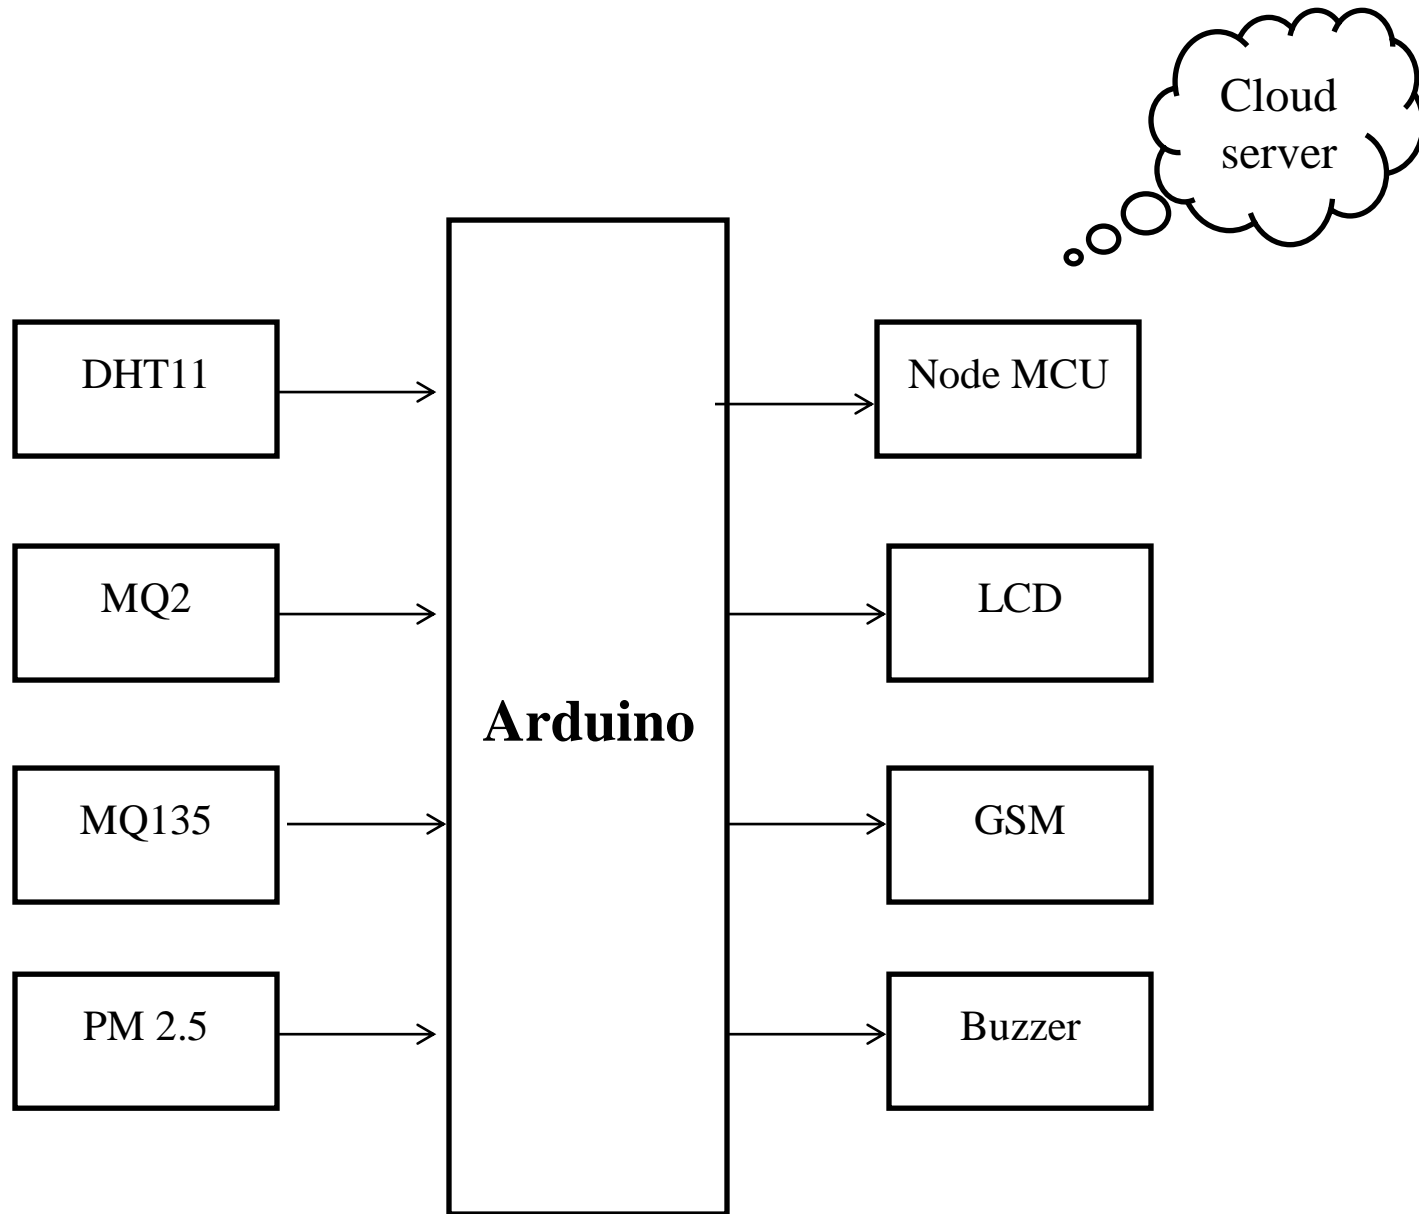 Cloud
server
DHT11
Node MCU
MQ2
LCD
Arduino
MQ135
GSM
PM 2.5
Buzzer